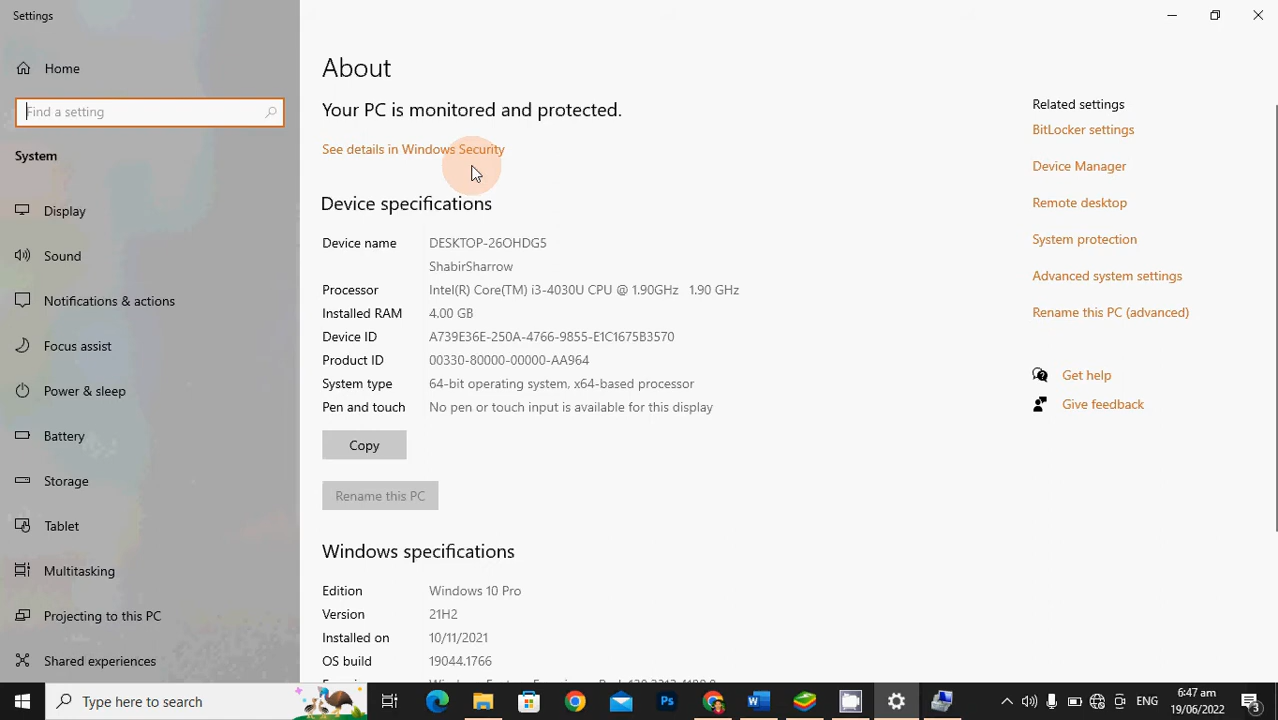 Settings
Home
Find a setting
System
Display
Sound
Notifications & actions
Focus assist
Power & sleep
Battery
Storage
Tablet
Multitasking
Projecting to this PC
Shared experiences
About
Your PC is monitored and protected.
See details in Windows Security
Device specifications
Device name DESKTOP-26OHDG5
ShabirSharrow
Processor Intel(R) Core(TM) i3-4030U CPU @ 1.90GHz 1.90 GHz
Installed RAM 4.00 GB
Device ID A739E36E-250A-4766-9855-E1C1675B3570
Product ID 00330-80000-00000-AA964
System type 64-bit operating system, x64-based processor
Pen and touch No pen or touch input is available for this display
Copy
Rename this PC
Windows specifications
Edition Windows 10 Pro
Version 21H2
Installed on 10/11/2021
OS build 19044.1766
Related settings
BitLocker settings
Device Manager
Remote desktop
System protection
Advanced system settings
Rename this PC (advanced)
Get help
Give feedback
Type here to search
Ps
ENG
6:47 am
19/06/2022
3